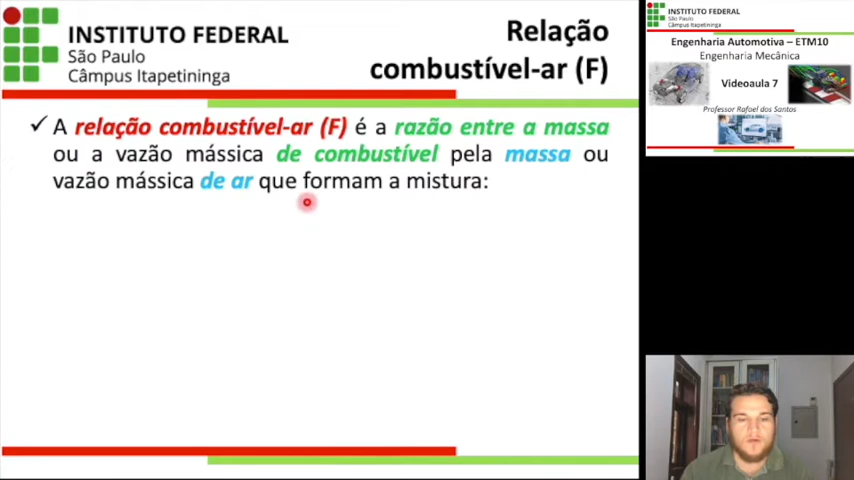 INSTITUTO FEDERAL
São Paulo
Câmpus Itapetininga
Relação
combustível-ar (F)
✓ A relação combustível-ar (F) é a razão entre a massa
ou a vazão mássica de combustível pela massa ou
vazão mássica de ar que formam a mistura:
INSTITUTO FEDERAL
São Paulo
Câmpus Itapetininga
Engenharia Automotiva – ETM10
Engenharia Mecânica
Videoaula 7
Professor Rafael dos Santos